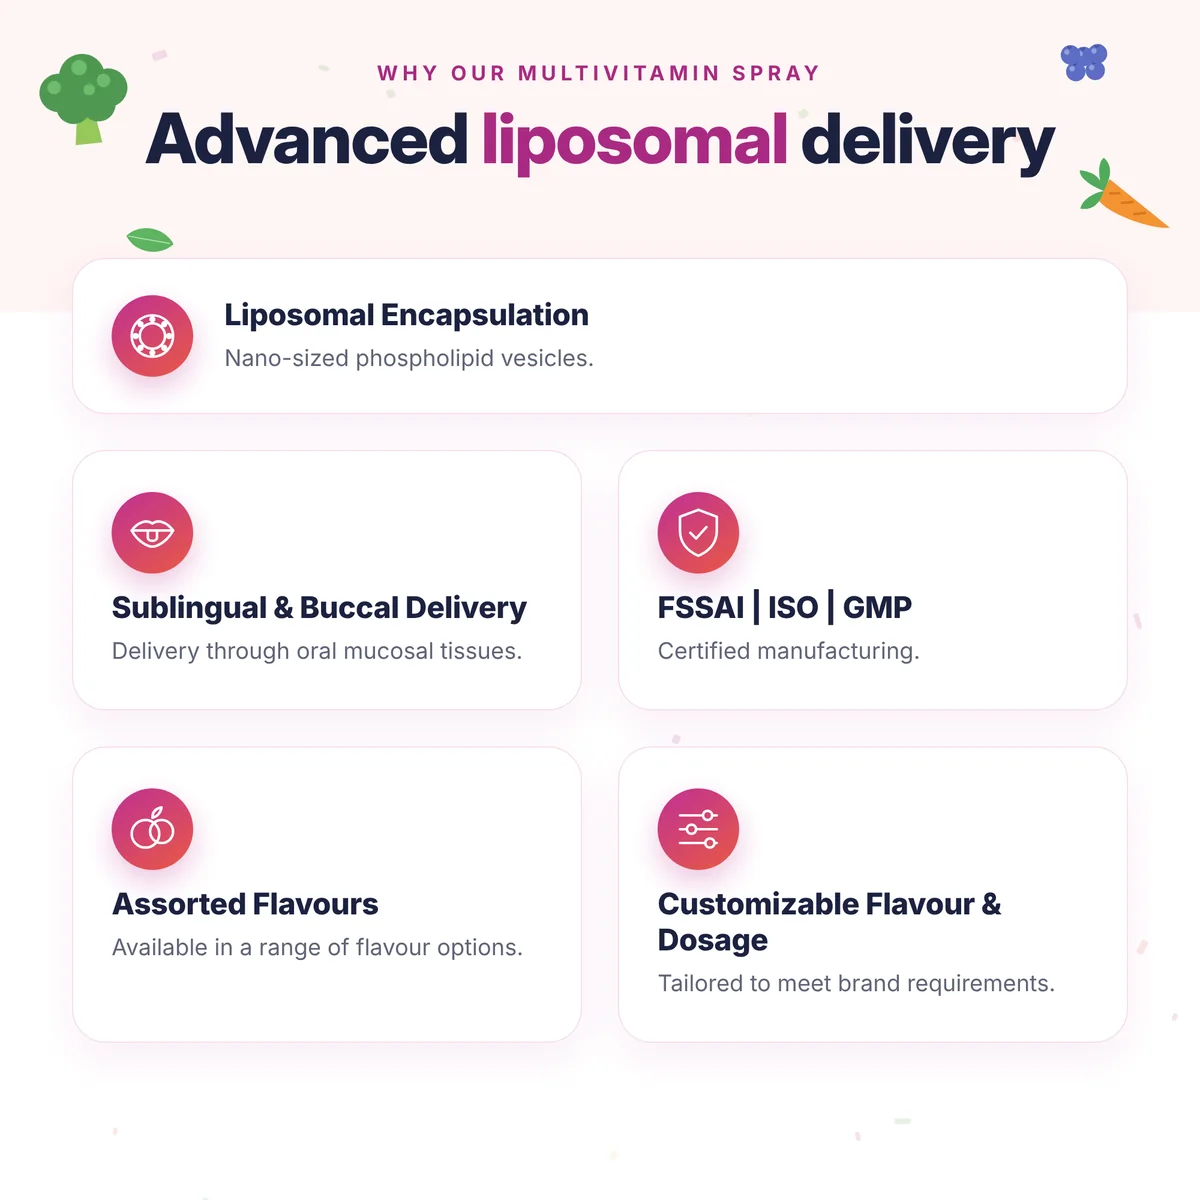 WHY OUR MULTIVITAMIN SPRAY
Advanced liposomal delivery
Liposomal Encapsulation
Nano-sized phospholipid vesicles.
Sublingual & Buccal Delivery
Delivery through oral mucosal tissues.
FSSAI | ISO | GMP
Certified manufacturing.
Assorted Flavours
Available in a range of flavour options.
Customizable Flavour &
Dosage
Tailored to meet brand requirements.